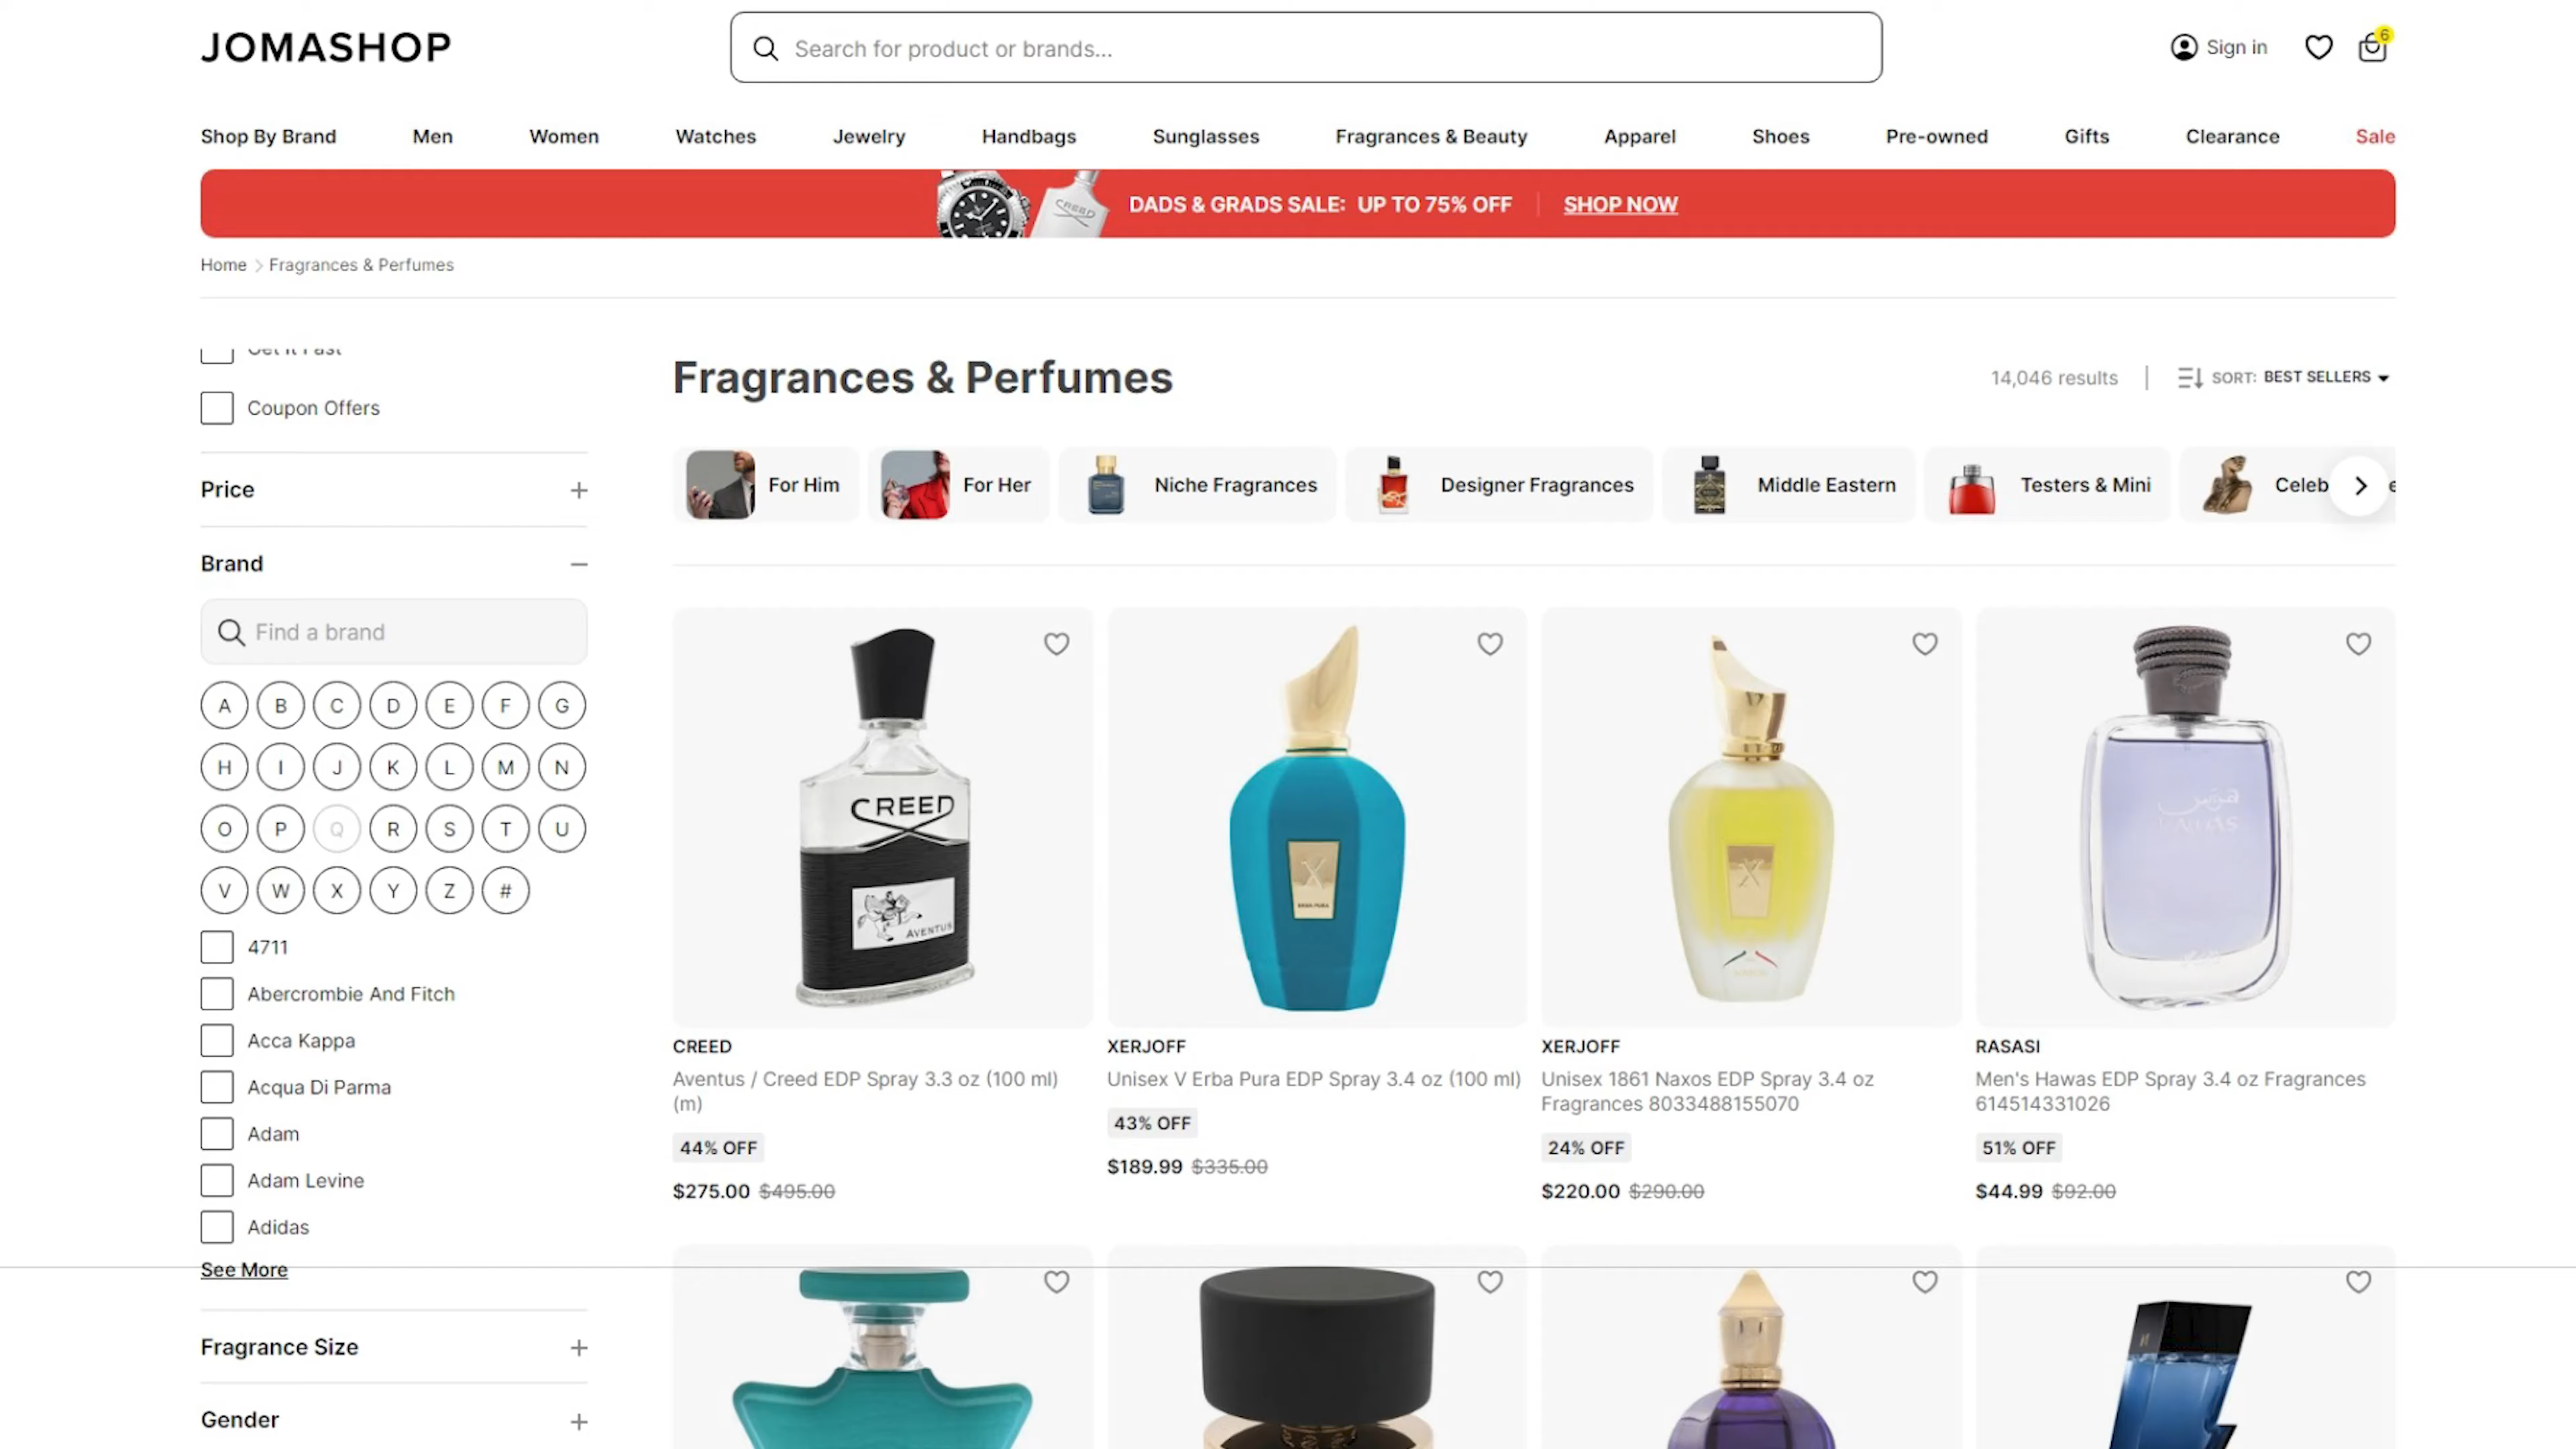 JOMASHOP
Search for product or brands...
Sign in
6
Shop By Brand
Men
Women
Watches
Jewelry
Handbags
Sunglasses
Fragrances & Beauty
Apparel
Shoes
Pre-owned
Gifts
Clearance
Sale
CREED
DADS & GRADS SALE: UP TO 75% OFF
SHOP NOW
Home
Fragrances & Perfumes
Get It Fast
Coupon Offers
Price
Brand
Find a brand
A B C D E F G
H I J K L M N
O P Q R S T U
V W X Y Z #
4711
Abercrombie And Fitch
Acca Kappa
Acqua Di Parma
Adam
Adam Levine
Adidas
See More
Fragrance Size
Gender
Fragrances & Perfumes
14,046 results
SORT: BEST SELLERS
For Him
For Her
Niche Fragrances
Designer Fragrances
Middle Eastern
Testers & Mini
Celeb
CREED
AVENTUS
CREED
Aventus / Creed EDP Spray 3.3 oz (100 ml)
(m)
44% OFF
$275.00 $495.00
X
ERBA PURA
XERJOFF
Unisex V Erba Pura EDP Spray 3.4 oz (100 ml)
43% OFF
$189.99 $335.00
X
XERJOFF
Unisex 1861 Naxos EDP Spray 3.4 oz
Fragrances 8033488155070
24% OFF
$220.00 $290.00
RASASI
Men's Hawas EDP Spray 3.4 oz Fragrances
614514331026
51% OFF
$44.99 $92.00